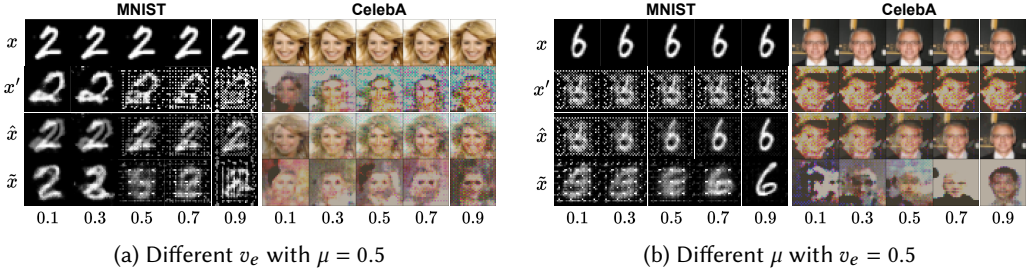 MNIST CelebA MNIST CelebA
x x
x′ x′
x̂ x̂
x̃ x̃
0.1 0.3 0.5 0.7 0.9 0.1 0.3 0.5 0.7 0.9 0.1 0.3 0.5 0.7 0.9 0.1 0.3 0.5 0.7 0.9
(a) Different vₑ with μ = 0.5 (b) Different μ with vₑ = 0.5